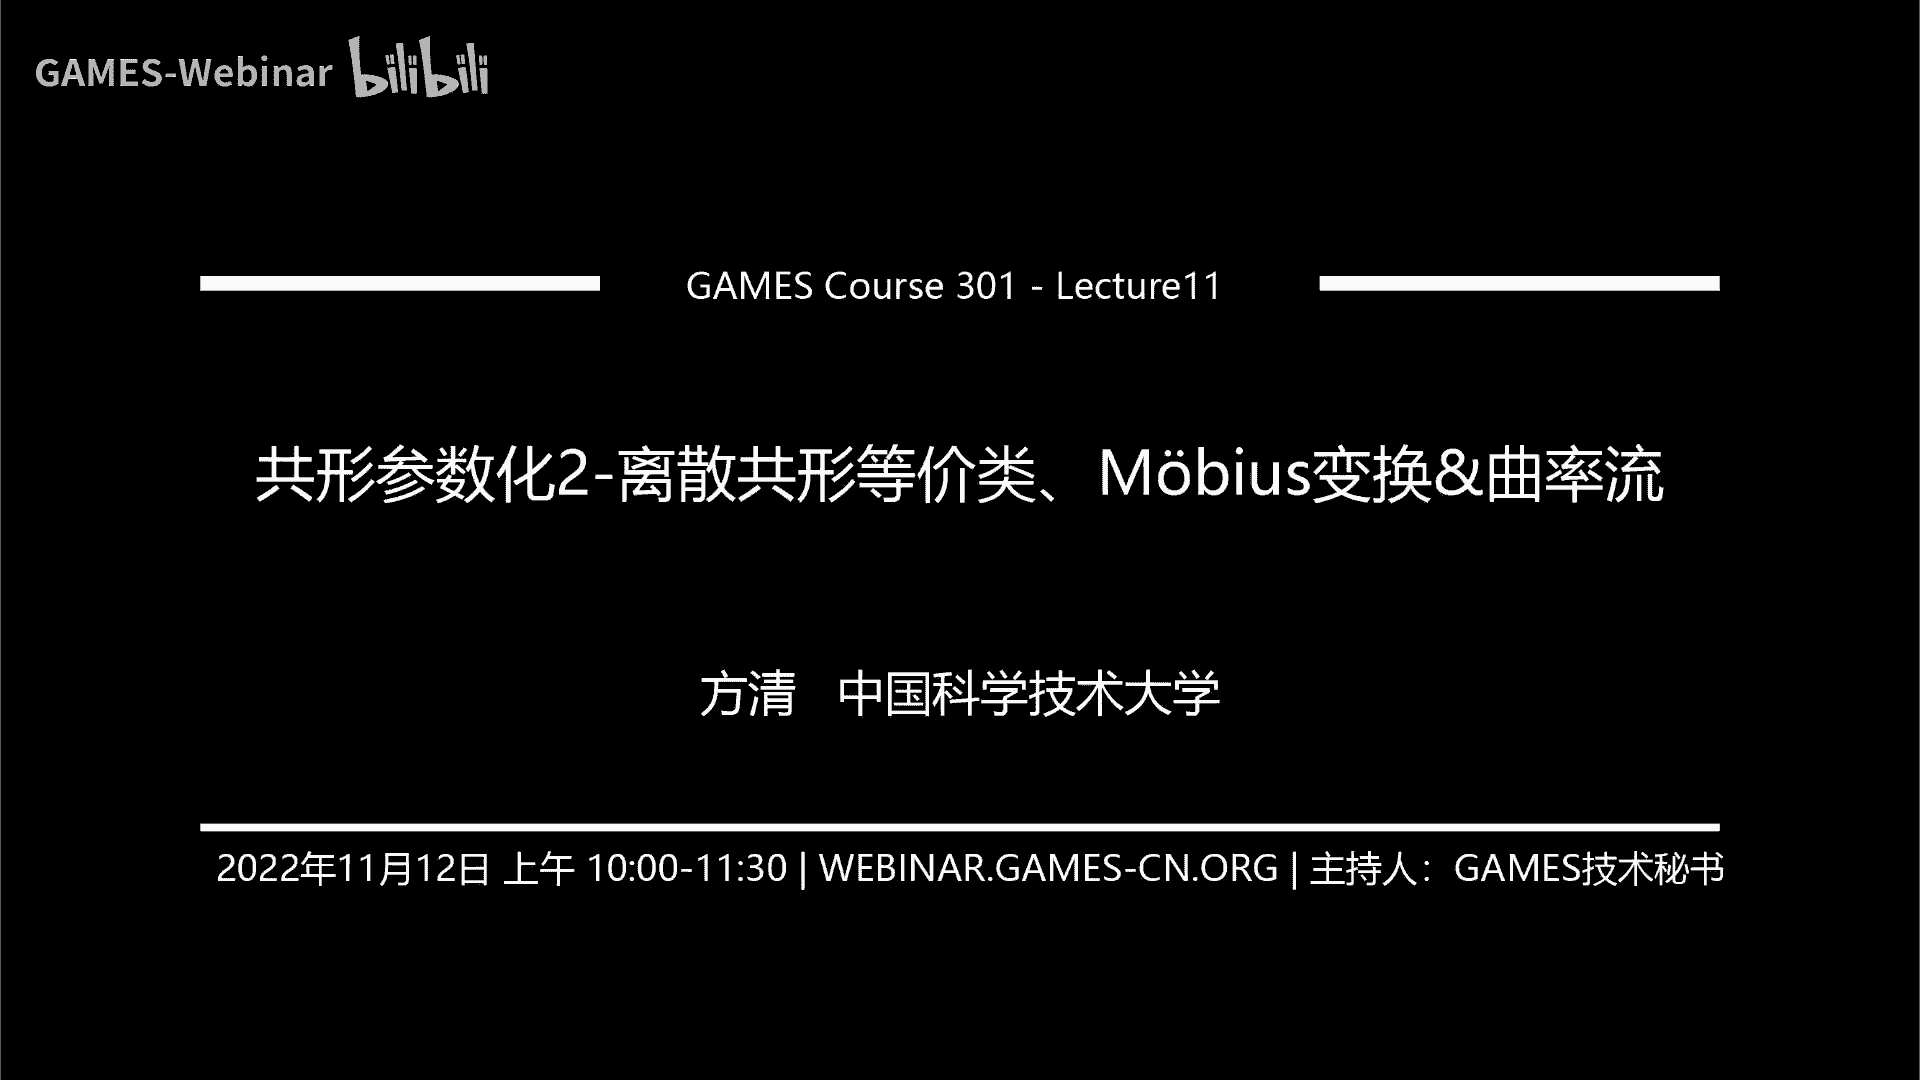 GAMES-Webinar bilibili
GAMES Course 301 - Lecture11
共形参数化2-离散共形等价类、Möbius变换&曲率流
方清 中国科学技术大学
2022年11月12日 上午 10:00-11:30 | WEBINAR.GAMES-CN.ORG | 主持人：GAMES技术秘书